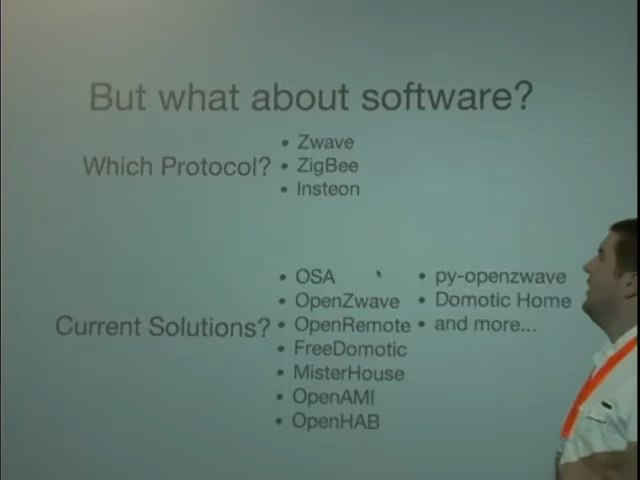 But what about software?
Which Protocol?
• Zwave
• ZigBee
• Insteon
Current Solutions?
• OSA
• OpenZwave
• OpenRemote
• FreeDomotic
• MisterHouse
• OpenAMI
• OpenHAB
• py-openzwave
• Domotic Home
• and more...